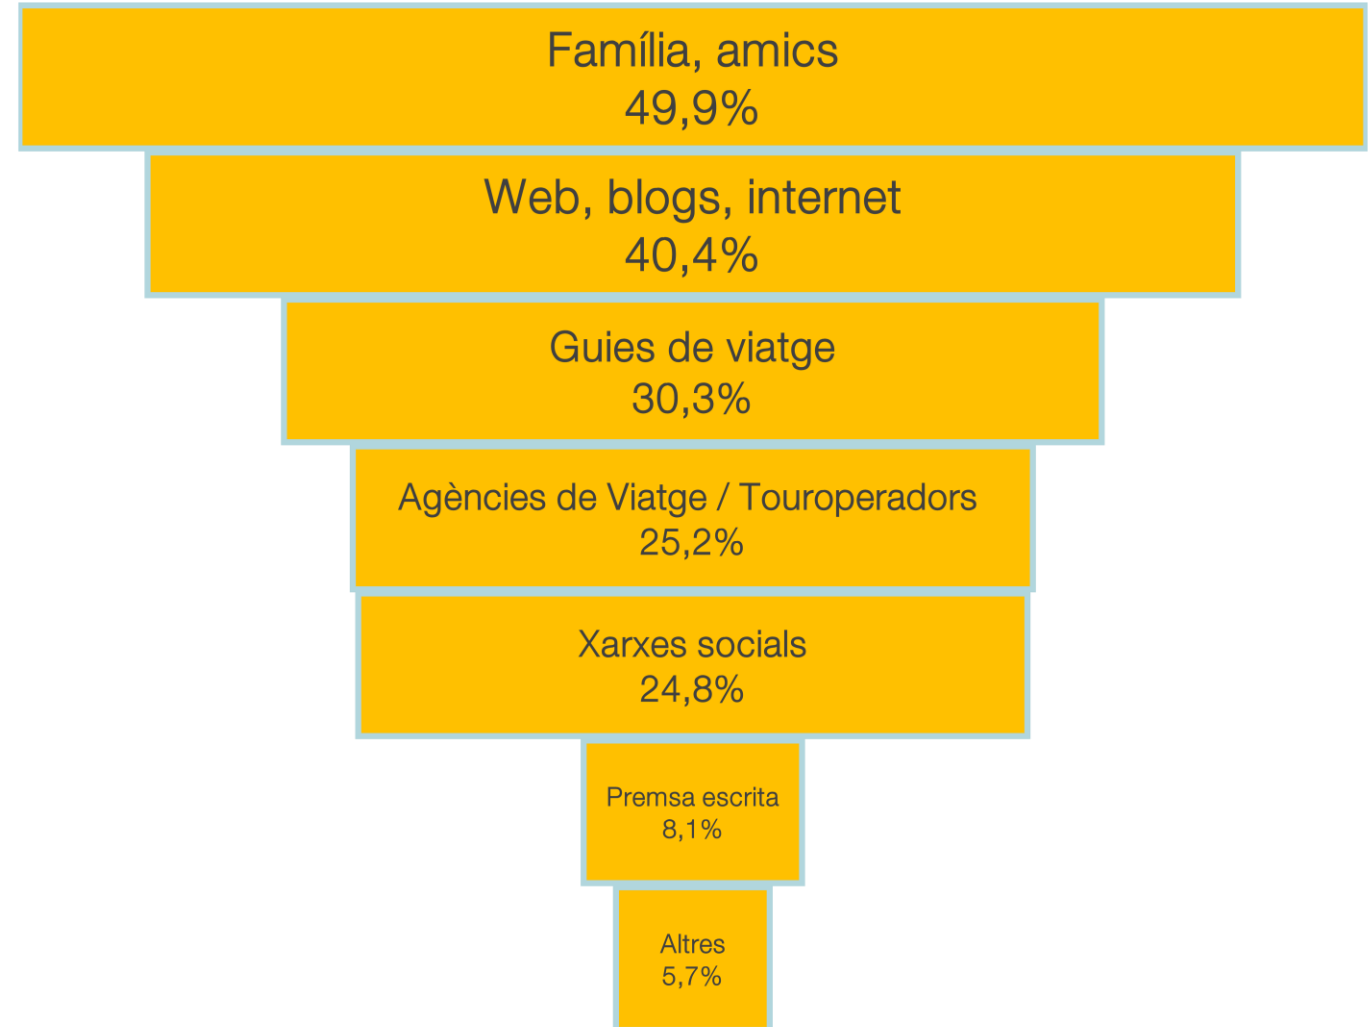 Família, amics
49,9%
Web, blogs, internet
40,4%
Guies de viatge
30,3%
Agències de Viatge / Touroperadors
25,2%
Xarxes socials
24,8%
Premsa escrita
8,1%
Altres
5,7%